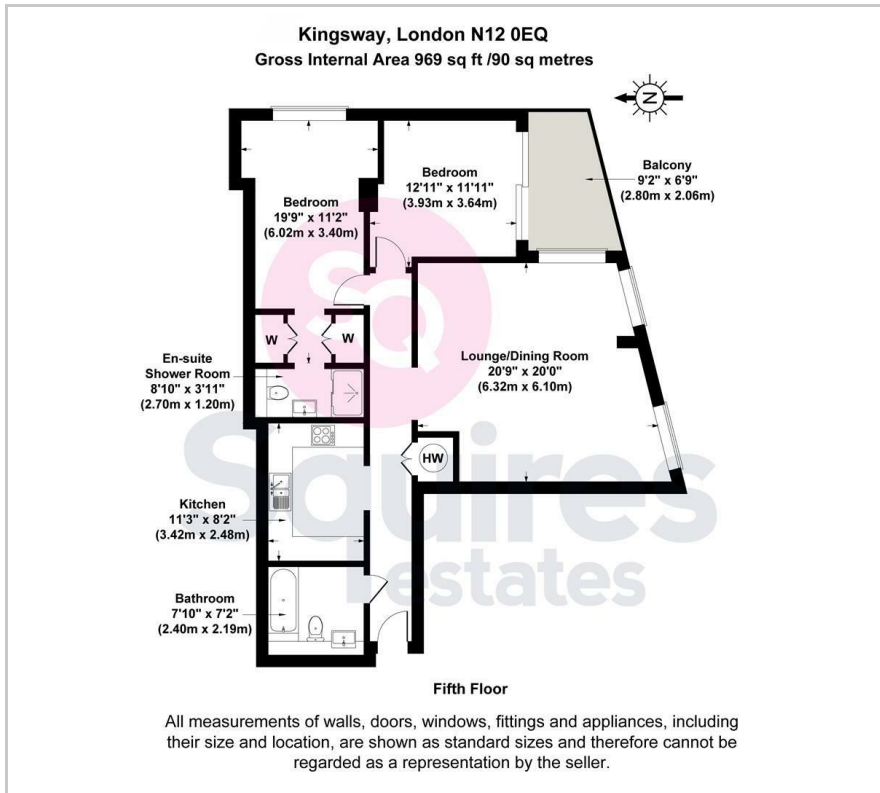 Kingsway, London N12 0EQ
Gross Internal Area 969 sq ft /90 sq metres
N
Bedroom
19'9" x 11'2"
(6.02m x 3.40m)
Bedroom
12'11" x 11'11"
(3.93m x 3.64m)
Balcony
9'2" x 6'9"
(2.80m x 2.06m)
SQ
W
W
En-suite
Shower Room
8'10" x 3'11"
(2.70m x 1.20m)
Lounge/Dining Room
20'9" x 20'0"
(6.32m x 6.10m)
HW
Squires
estates
Kitchen
11'3" x 8'2"
(3.42m x 2.48m)
Bathroom
7'10" x 7'2"
(2.40m x 2.19m)
Fifth Floor
All measurements of walls, doors, windows, fittings and appliances, including
their size and location, are shown as standard sizes and therefore cannot be
regarded as a representation by the seller.